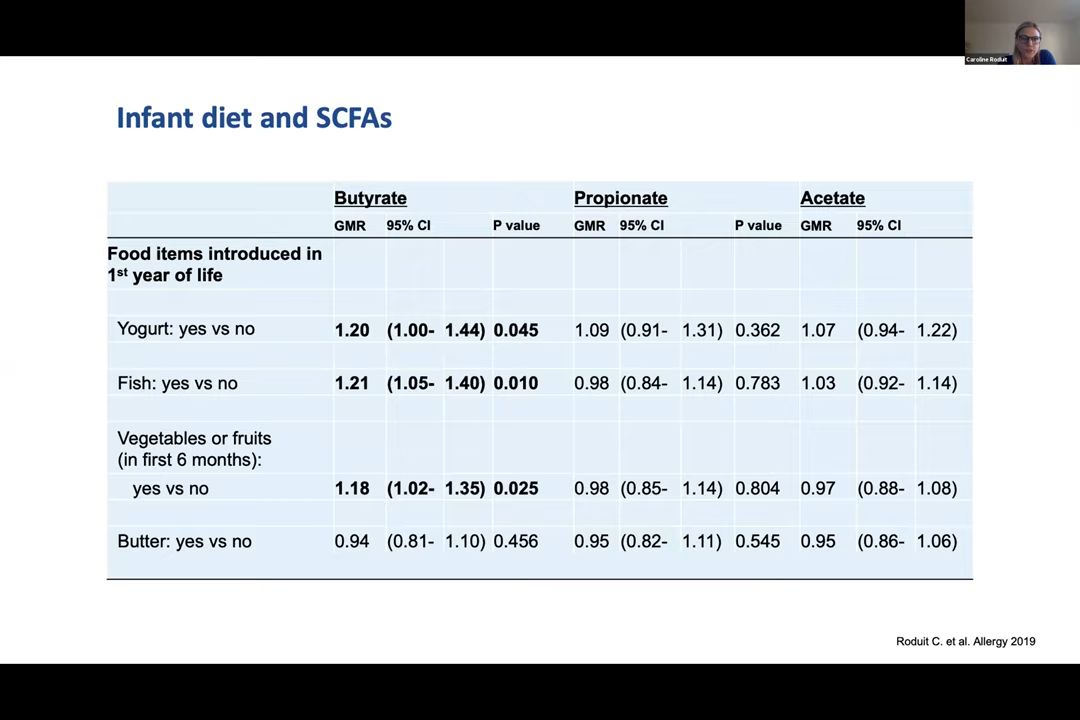 Caroline Roduit
Infant diet and SCFAs
Butyrate Propionate Acetate
GMR 95% CI P value GMR 95% CI P value GMR 95% CI
Food items introduced in
1st year of life
Yogurt: yes vs no 1.20 (1.00- 1.44) 0.045 1.09 (0.91- 1.31) 0.362 1.07 (0.94- 1.22)
Fish: yes vs no 1.21 (1.05- 1.40) 0.010 0.98 (0.84- 1.14) 0.783 1.03 (0.92- 1.14)
Vegetables or fruits
(in first 6 months):
yes vs no 1.18 (1.02- 1.35) 0.025 0.98 (0.85- 1.14) 0.804 0.97 (0.88- 1.08)
Butter: yes vs no 0.94 (0.81- 1.10) 0.456 0.95 (0.82- 1.11) 0.545 0.95 (0.86- 1.06)
Roduit C. et al. Allergy 2019